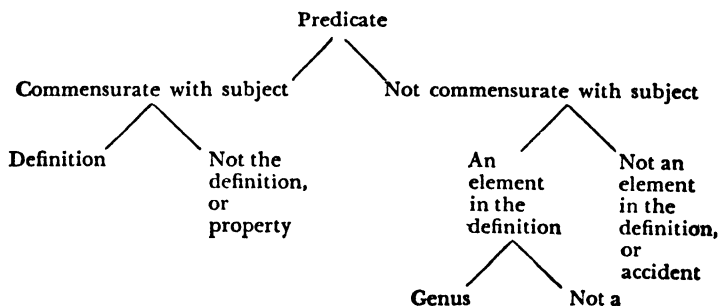 Predicate
Commensurate with subject
Not commensurate with subject
Definition
Not the
definition,
or
property
An
element
in the
definition
Not an
element
in the
definition,
or
accident
Genus
Not a